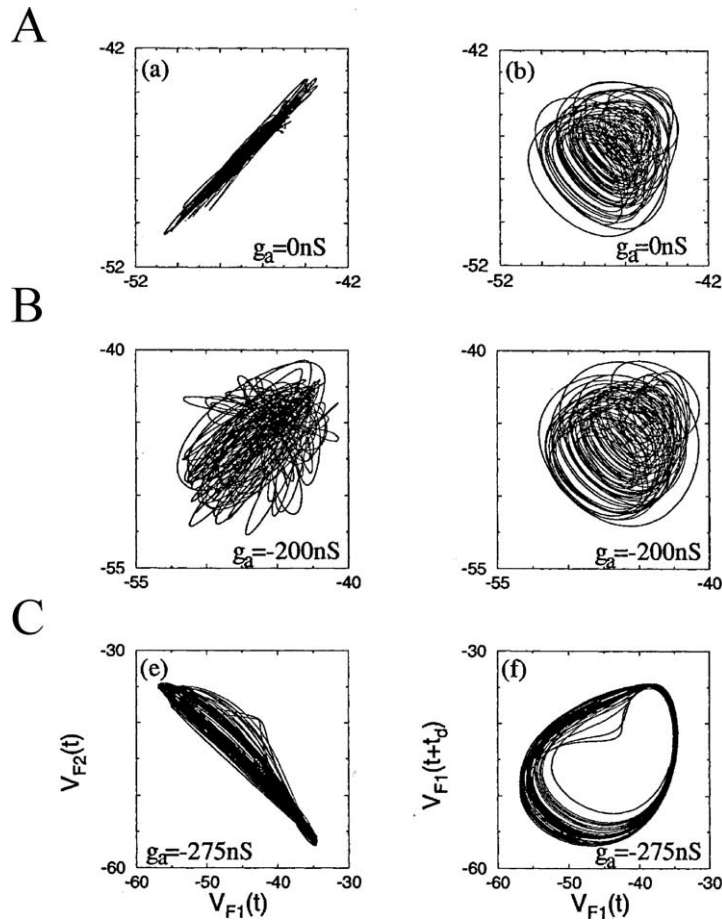 A
-42
(a)
g_a=0nS
-52
-52
-42
-42
(b)
g_a=0nS
-52
-52
-42
B
-40
g_a=-200nS
-55
-55
-40
-40
g_a=-200nS
-55
-55
-40
C
-30
(e)
V_F2(t)
g_a=-275nS
-60
-60
-50
-40
-30
V_F1(t)
-30
(f)
V_F1(t+t_d)
g_a=-275nS
-60
-60
-50
-40
-30
V_F1(t)